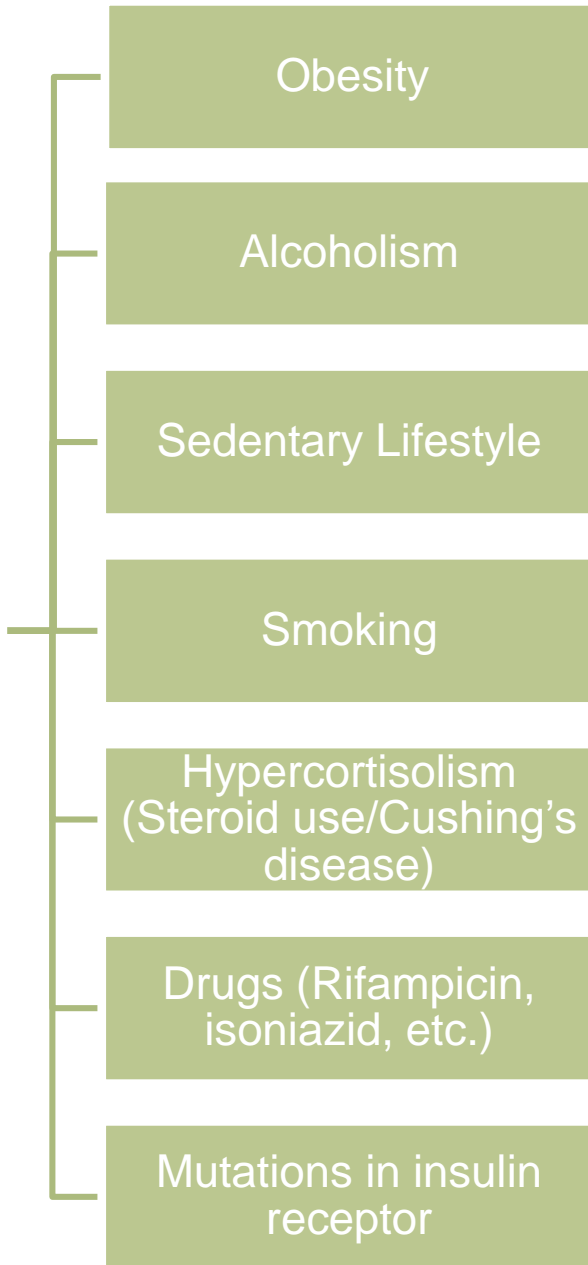 Obesity
Alcoholism
Sedentary Lifestyle
Smoking
Hypercortisolism
(Steroid use/Cushing’s
disease)
Drugs (Rifampicin,
isoniazid, etc.)
Mutations in insulin
receptor